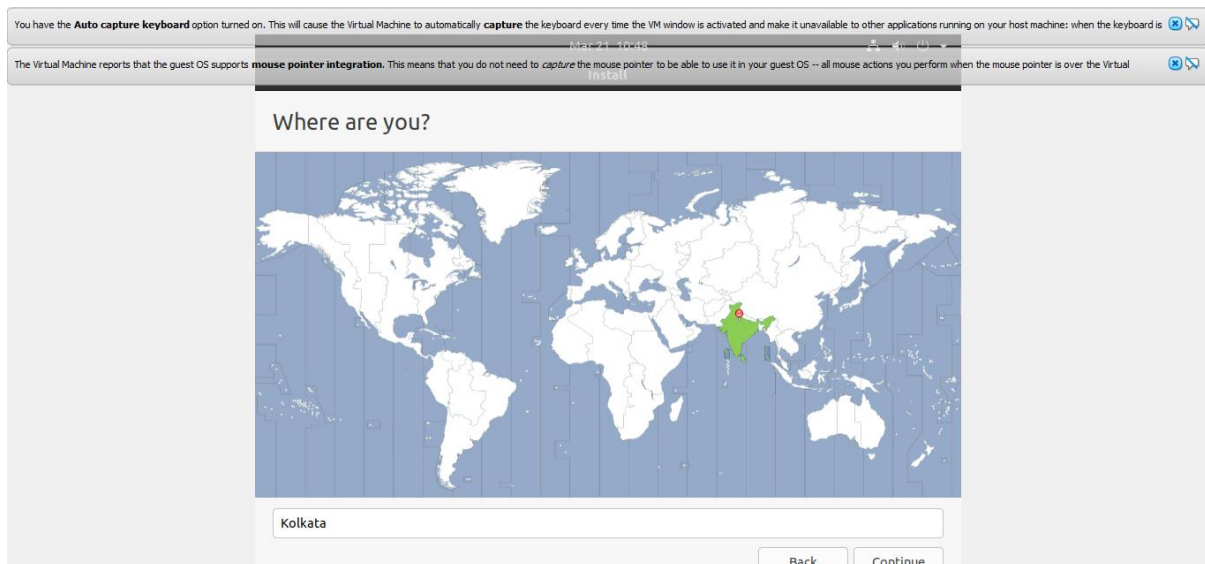 You have the Auto capture keyboard option turned on. This will cause the Virtual Machine to automatically capture the keyboard every time the VM window is activated and make it unavailable to other applications running on your host machine: when the keyboard is
Mar 21 10:48
The Virtual Machine reports that the guest OS supports mouse pointer integration. This means that you do not need to capture the mouse pointer to be able to use it in your guest OS -- all mouse actions you perform when the mouse pointer is over the Virtual
Install
Where are you?
Kolkata
Back Continue